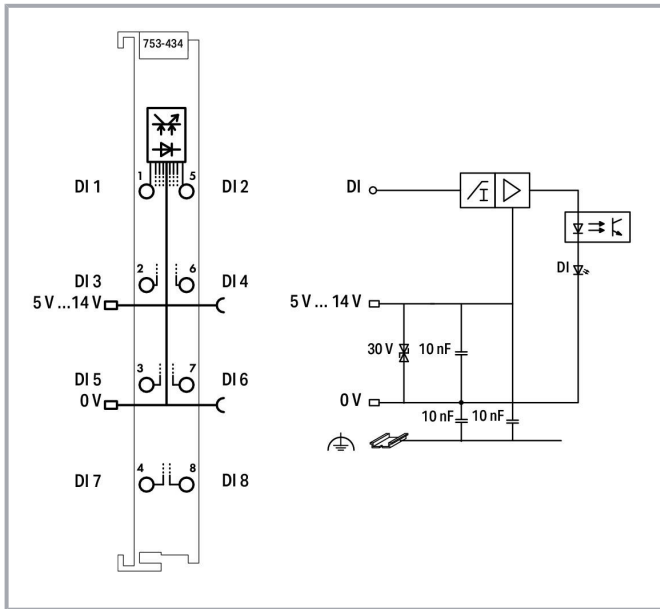 753-434
1 5
DI 1 DI 2
2 6
DI 3 DI 4
5 V ... 14 V
3 7
DI 5 DI 6
0 V
4 8
DI 7 DI 8
DI
DI
5 V ... 14 V
30 V 10 nF
0 V
10 nF 10 nF